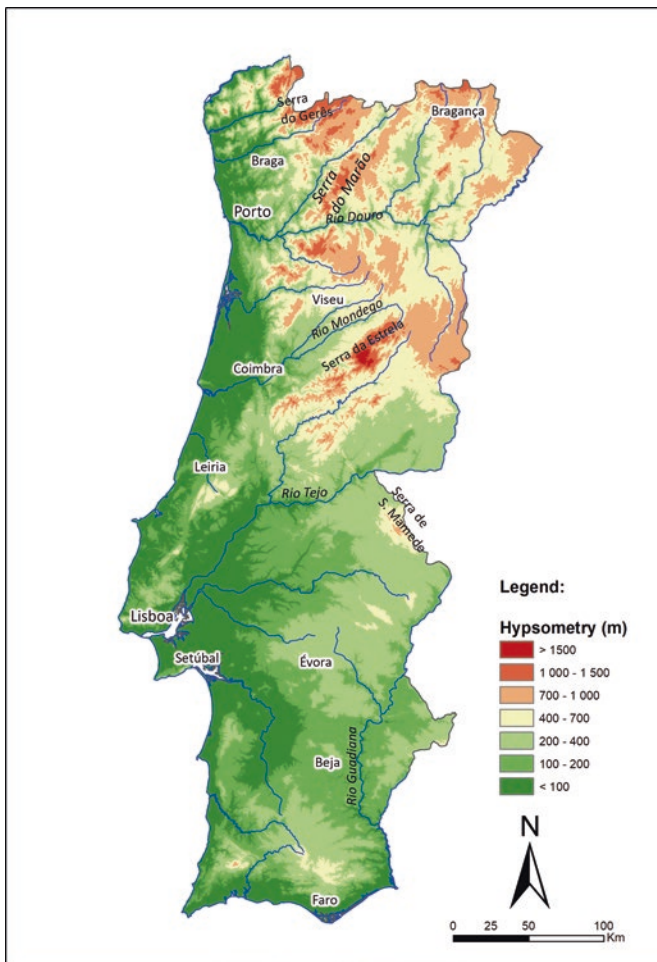 Serra
do Gerês
Bragança
Braga
Serra
do Marão
Porto
Rio Douro
Viseu
Rio Mondego
Serra da Estrela
Coimbra
Leiria
Rio Tejo
Serra de
S. Mamede
Lisboa
Setúbal
Évora
Beja
Rio Guadiana
Faro
Legend:
Hypsometry (m)
> 1500
1 000 - 1 500
700 - 1 000
400 - 700
200 - 400
100 - 200
< 100
N
0 25 50 100
Km